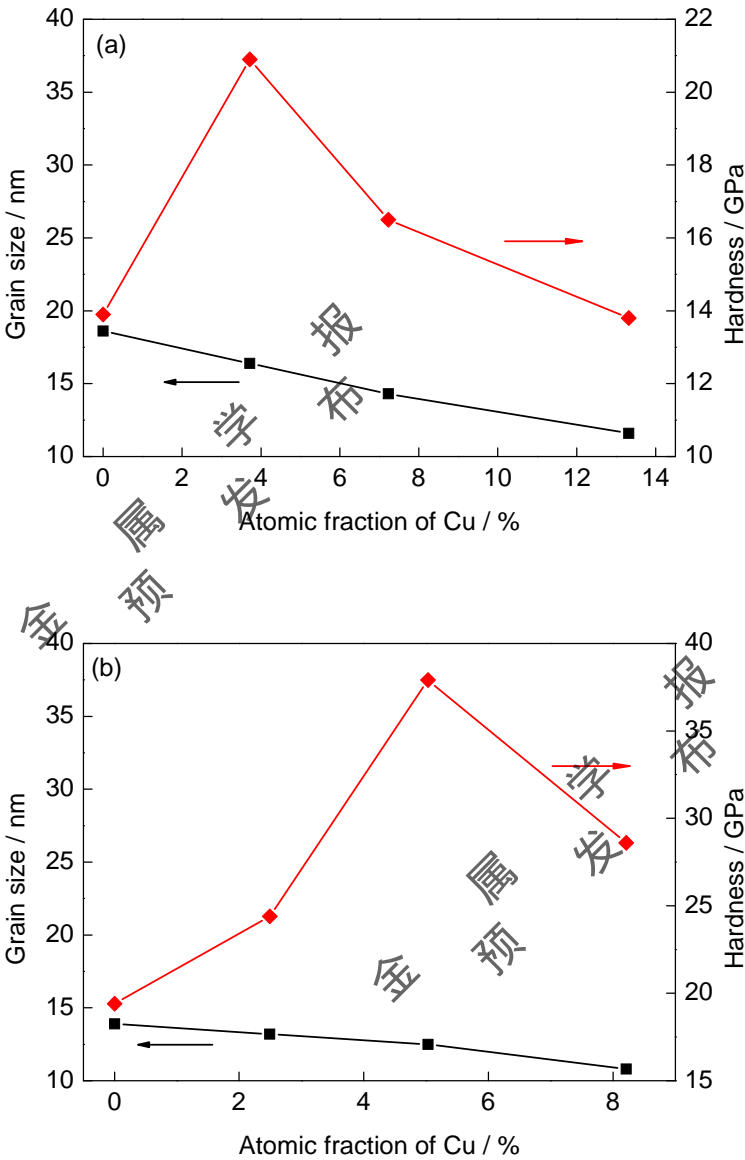 (a)
40
35
30
25
20
15
10
Grain size / nm
22
20
18
16
14
12
10
Hardness / GPa
0 2 4 6 8 10 12 14
Atomic fraction of Cu / %
金属学报
预发布
(b)
40
35
30
25
20
15
10
Grain size / nm
40
35
30
25
20
15
Hardness / GPa
0 2 4 6 8
Atomic fraction of Cu / %
金属学报
预发布